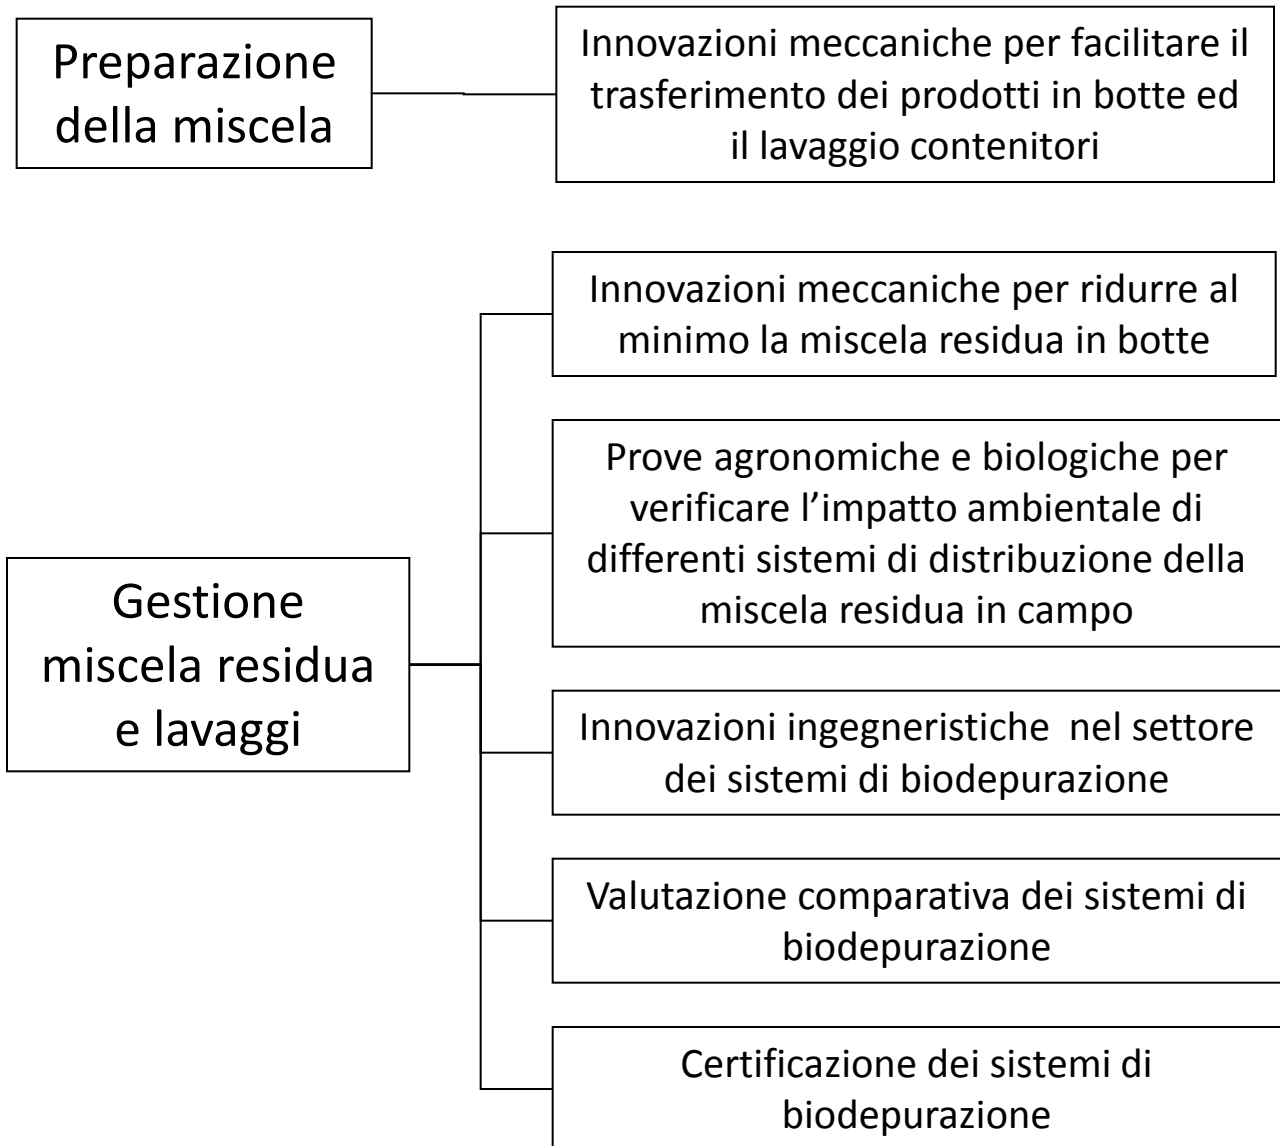 Preparazione
della miscela
Innovazioni meccaniche per facilitare il
trasferimento dei prodotti in botte ed
il lavaggio contenitori
Gestione
miscela residua
e lavaggi
Innovazioni meccaniche per ridurre al
minimo la miscela residua in botte
Prove agronomiche e biologiche per
verificare l’impatto ambientale di
differenti sistemi di distribuzione della
miscela residua in campo
Innovazioni ingegneristiche  nel settore
dei sistemi di biodepurazione
Valutazione comparativa dei sistemi di
biodepurazione
Certificazione dei sistemi di
biodepurazione